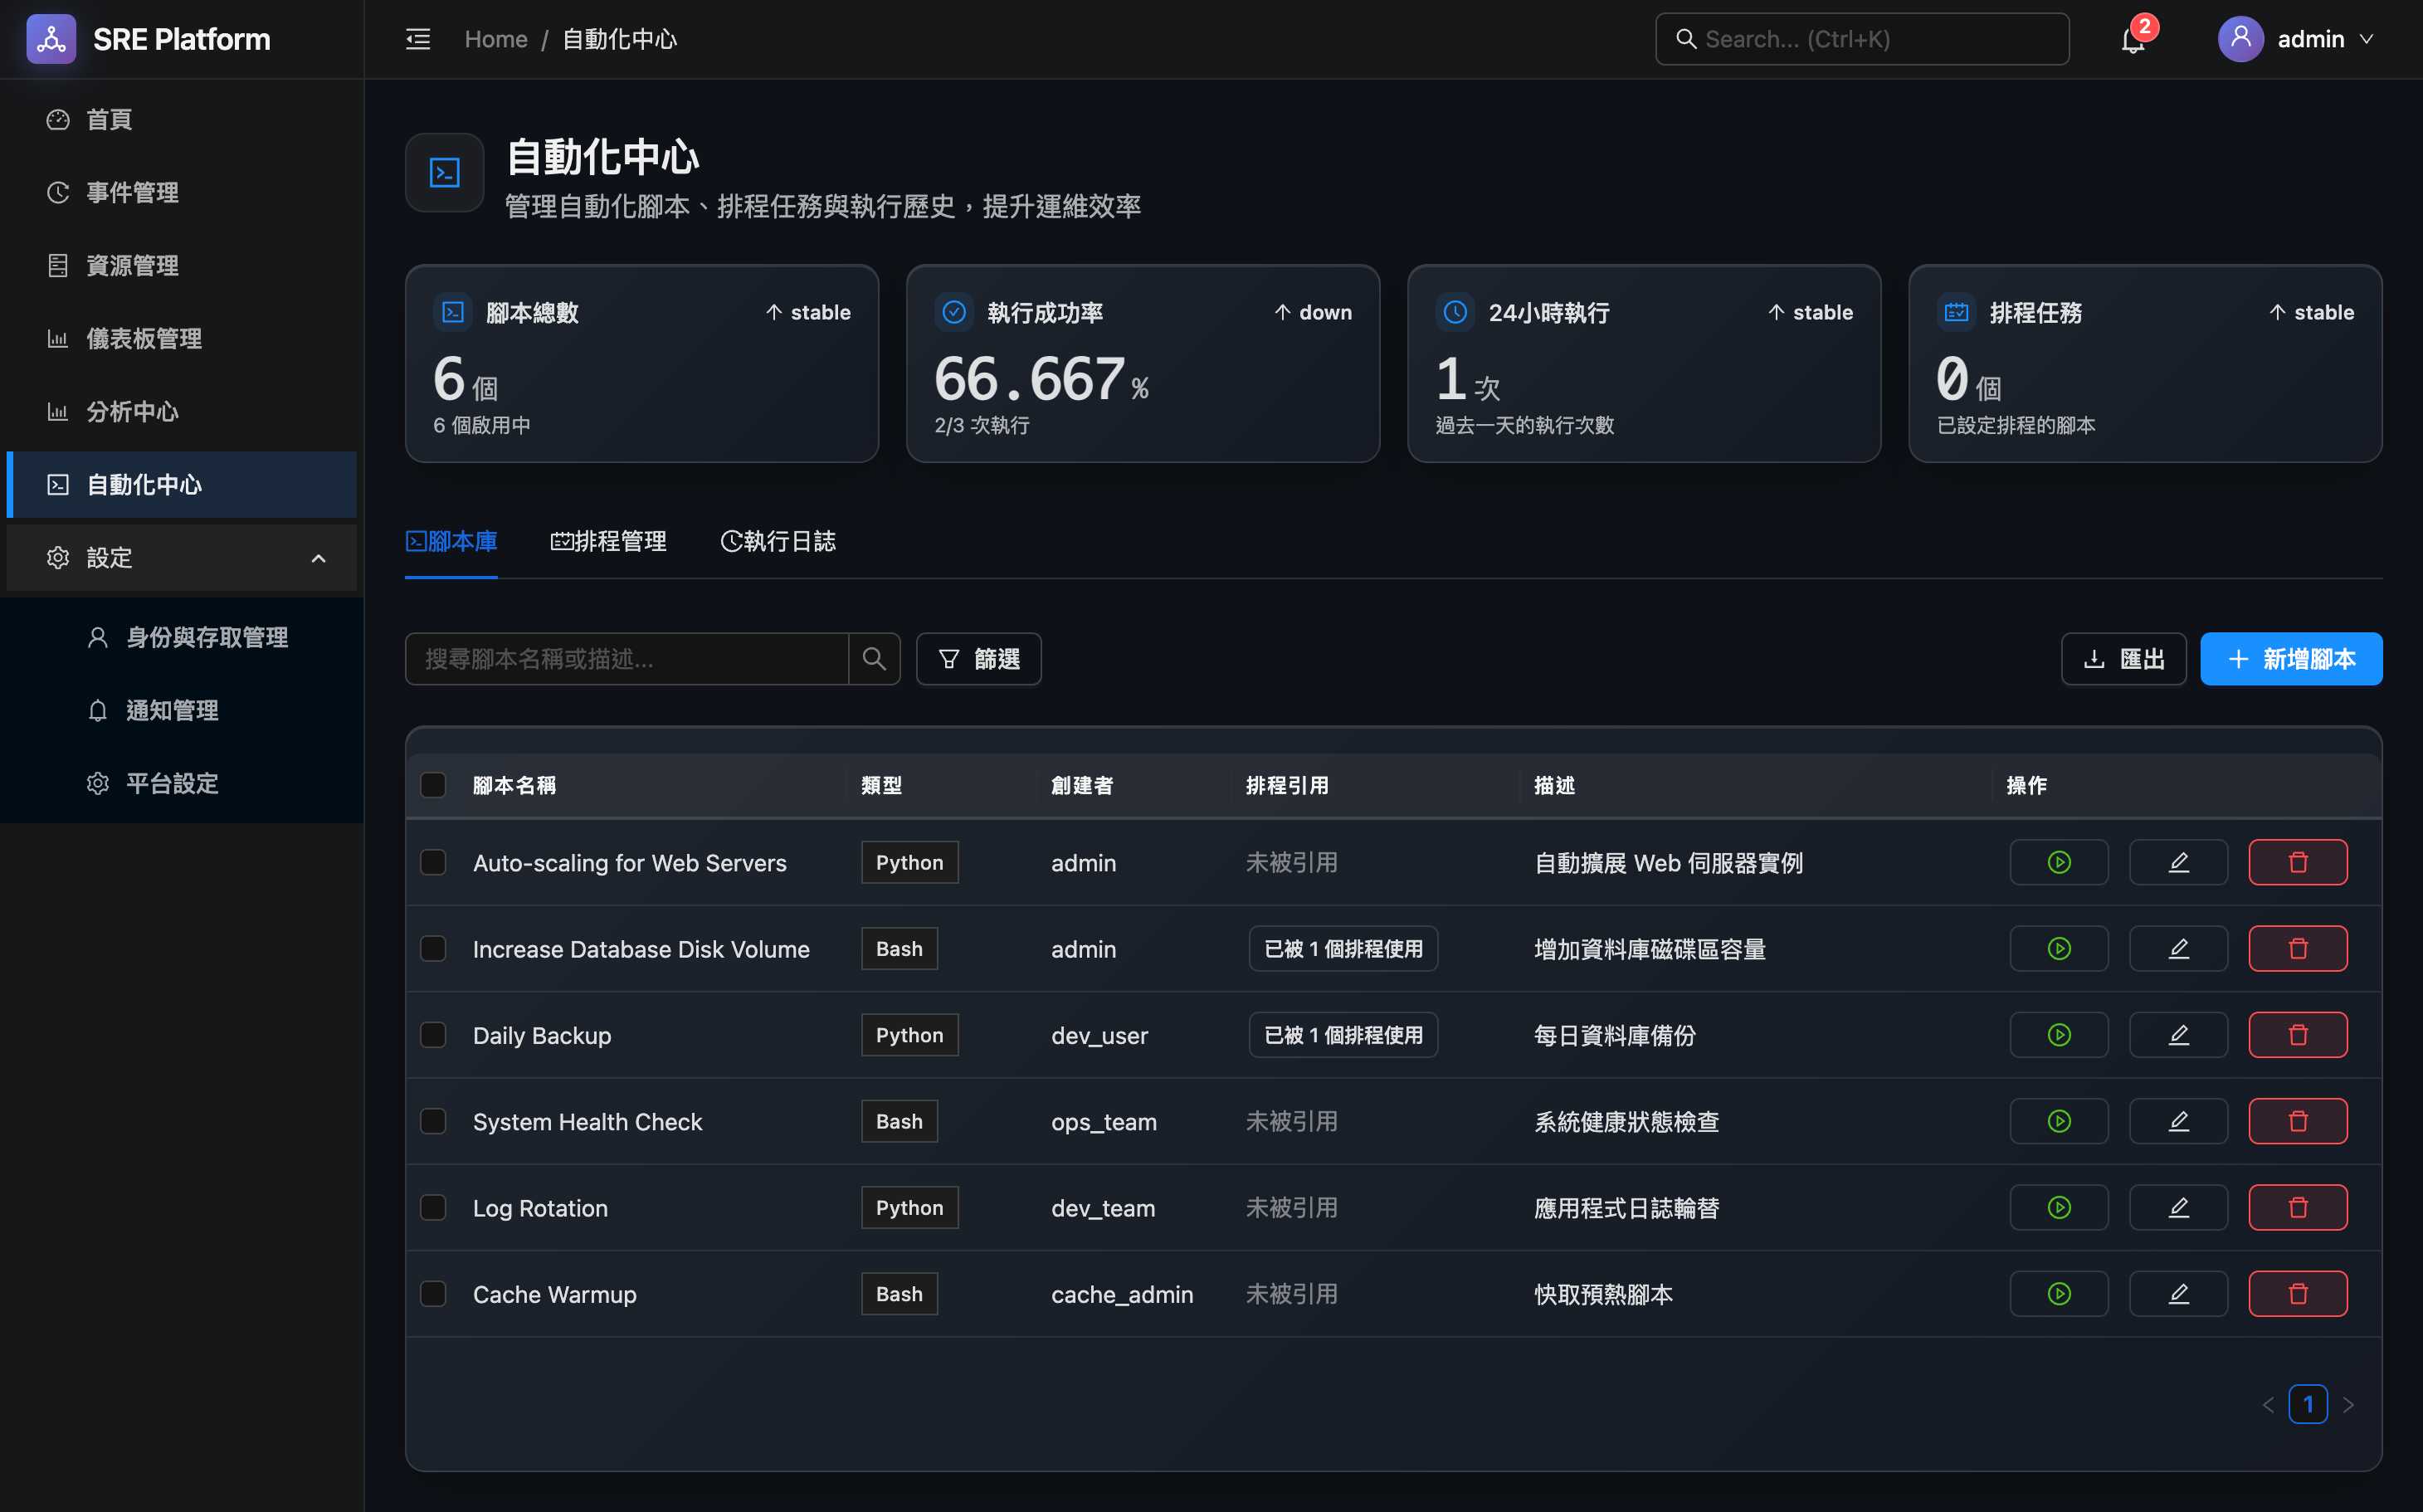 SRE Platform
Home / 自動化中心
Search... (Ctrl+K)
2
admin
首頁
事件管理
資源管理
儀表板管理
分析中心
自動化中心
設定
身份與存取管理
通知管理
平台設定
自動化中心
管理自動化腳本、排程任務與執行歷史，提升運維效率
腳本總數 stable
6 個
6 個啟用中
執行成功率 down
66.667 %
2/3 次執行
24小時執行 stable
1 次
過去一天的執行次數
排程任務 stable
0 個
已設定排程的腳本
腳本庫 排程管理 執行日誌
搜尋腳本名稱或描述... 篩選 匯出 新增腳本
腳本名稱 類型 創建者 排程引用 描述 操作
Auto-scaling for Web Servers Python admin 未被引用 自動擴展 Web 伺服器實例
Increase Database Disk Volume Bash admin 已被 1 個排程使用 增加資料庫磁碟區容量
Daily Backup Python dev_user 已被 1 個排程使用 每日資料庫備份
System Health Check Bash ops_team 未被引用 系統健康狀態檢查
Log Rotation Python dev_team 未被引用 應用程式日誌輪替
Cache Warmup Bash cache_admin 未被引用 快取預熱腳本
1